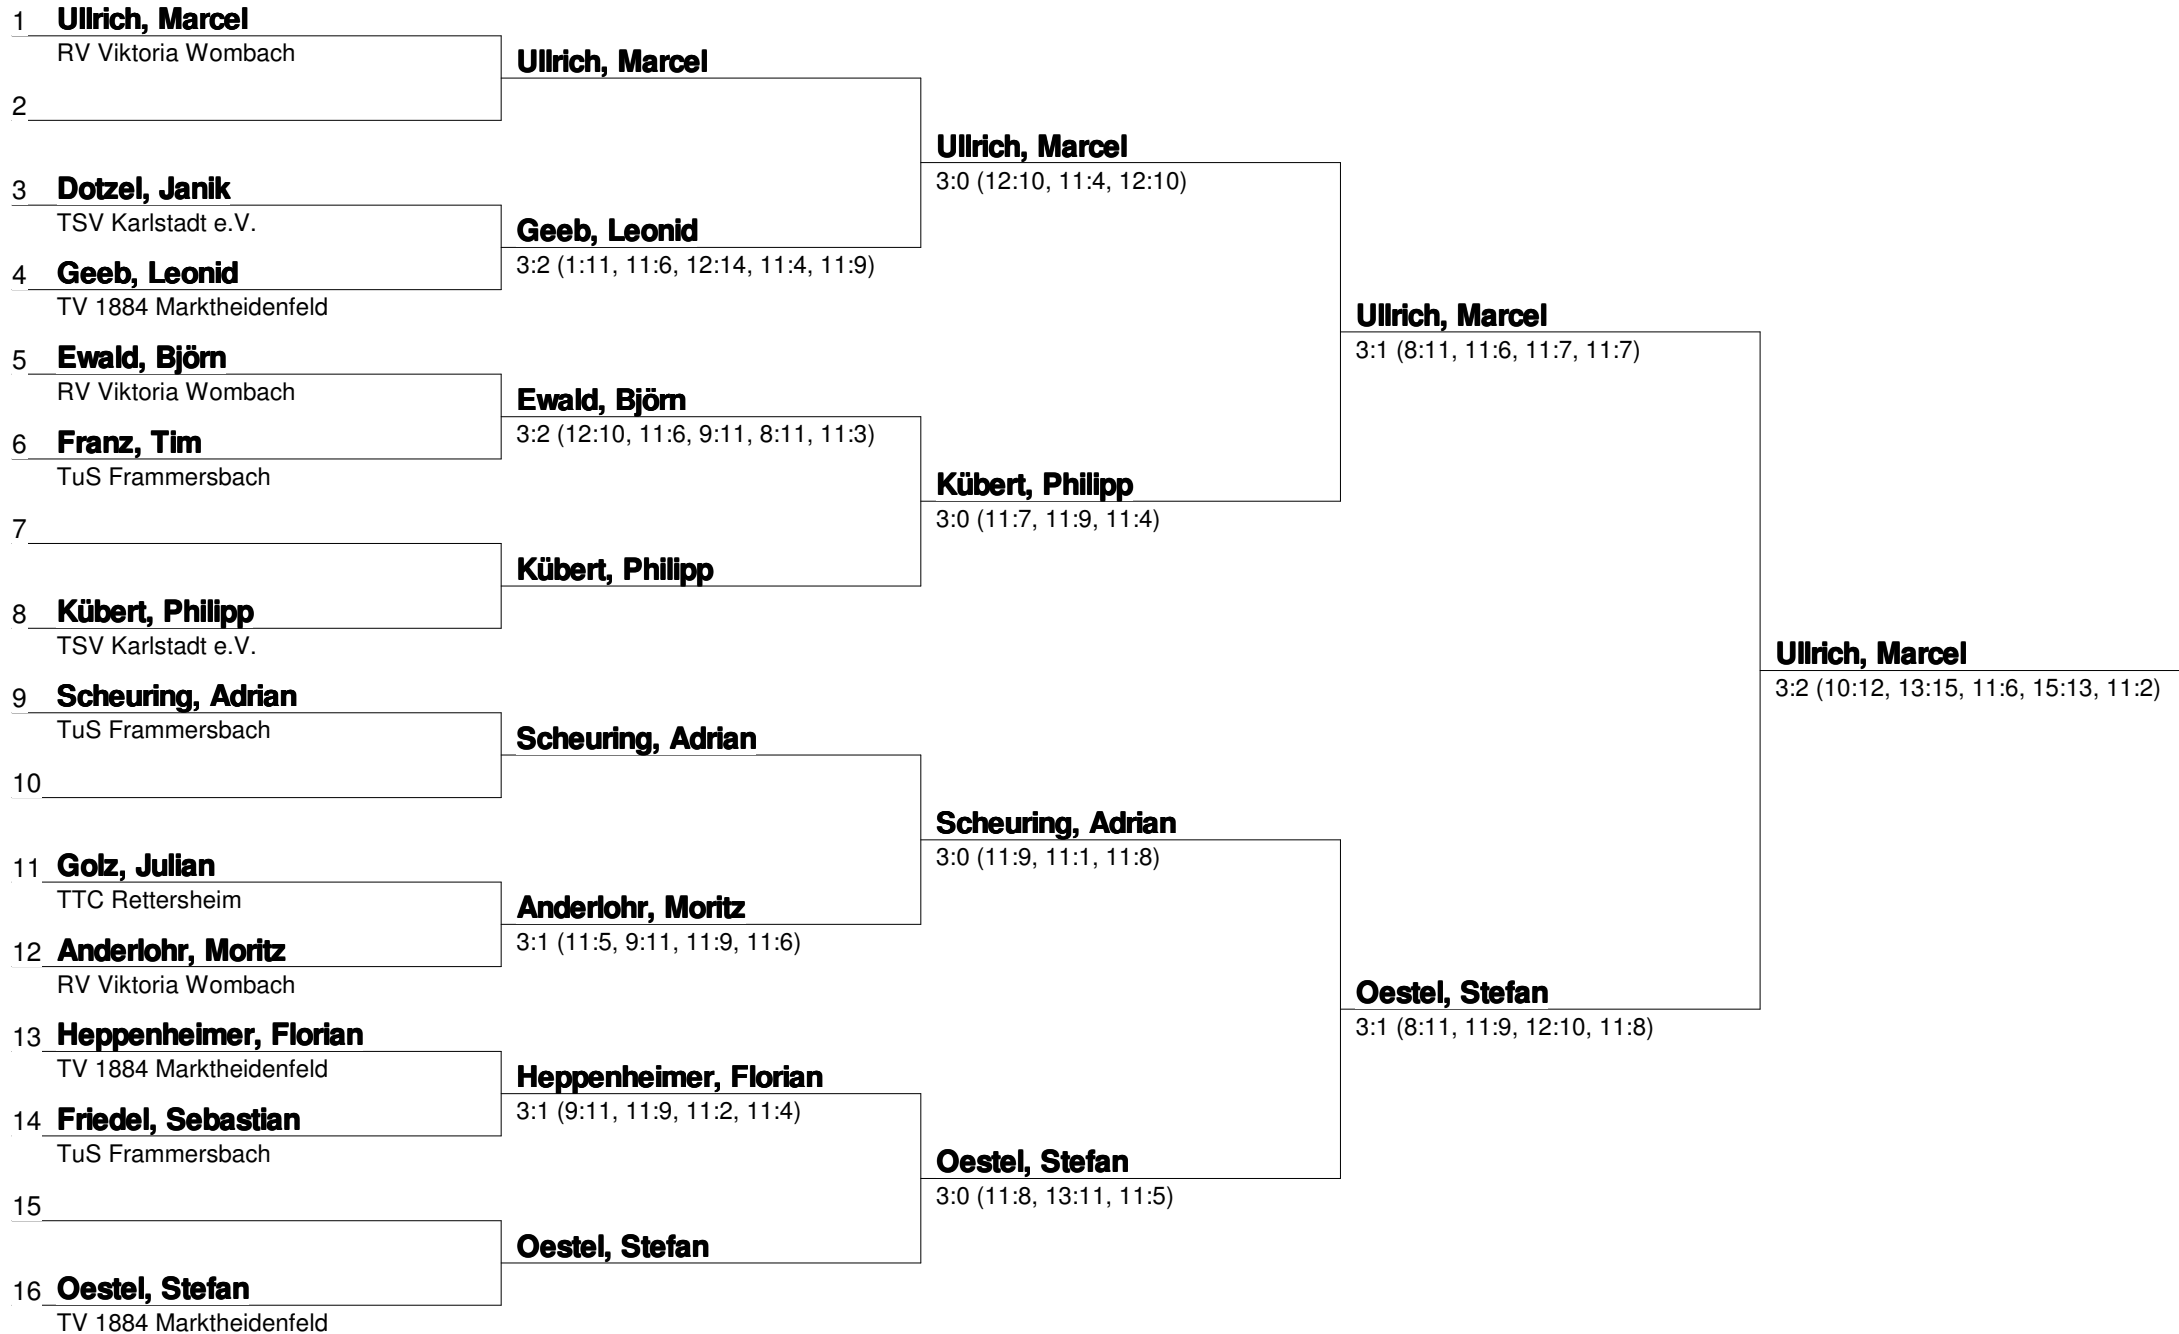 1 Ullrich, Marcel
RV Viktoria Wombach
2
3 Dotzel, Janik
TSV Karlstadt e.V.
4 Geeb, Leonid
TV 1884 Marktheidenfeld
5 Ewald, Björn
RV Viktoria Wombach
6 Franz, Tim
TuS Frammersbach
7
8 Kübert, Philipp
TSV Karlstadt e.V.
9 Scheuring, Adrian
TuS Frammersbach
10
11 Golz, Julian
TTC Rettersheim
12 Anderlohr, Moritz
RV Viktoria Wombach
13 Heppenheimer, Florian
TV 1884 Marktheidenfeld
14 Friedel, Sebastian
TuS Frammersbach
15
16 Oestel, Stefan
TV 1884 Marktheidenfeld
Ullrich, Marcel
Geeb, Leonid
3:2 (1:11, 11:6, 12:14, 11:4, 11:9)
Ewald, Björn
3:2 (12:10, 11:6, 9:11, 8:11, 11:3)
Kübert, Philipp
Scheuring, Adrian
Anderlohr, Moritz
3:1 (11:5, 9:11, 11:9, 11:6)
Heppenheimer, Florian
3:1 (9:11, 11:9, 11:2, 11:4)
Oestel, Stefan
Ullrich, Marcel
3:0 (12:10, 11:4, 12:10)
Kübert, Philipp
3:0 (11:7, 11:9, 11:4)
Scheuring, Adrian
3:0 (11:9, 11:1, 11:8)
Oestel, Stefan
3:0 (11:8, 13:11, 11:5)
Ullrich, Marcel
3:1 (8:11, 11:6, 11:7, 11:7)
Oestel, Stefan
3:1 (8:11, 11:9, 12:10, 11:8)
Ullrich, Marcel
3:2 (10:12, 13:15, 11:6, 15:13, 11:2)